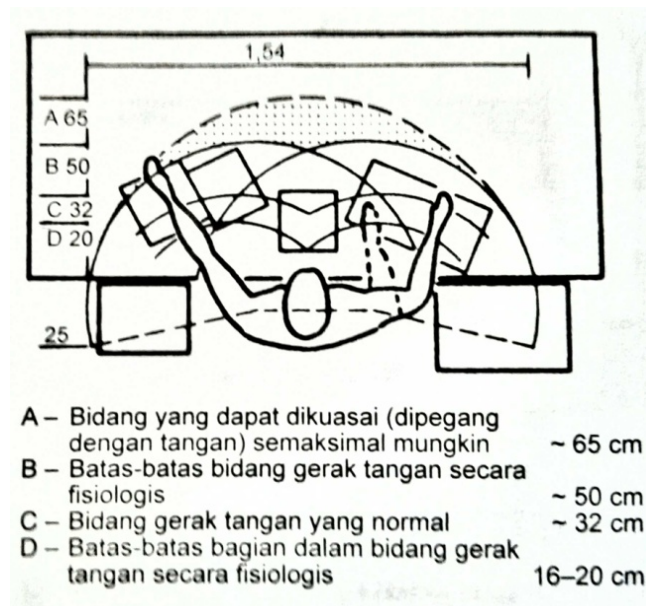 1,54
A 65
B 50
C 32
D 20
25
A – Bidang yang dapat dikuasai (dipegang
dengan tangan) semaksimal mungkin ~ 65 cm
B – Batas-batas bidang gerak tangan secara
fisiologis ~ 50 cm
C – Bidang gerak tangan yang normal ~ 32 cm
D – Batas-batas bagian dalam bidang gerak
tangan secara fisiologis 16–20 cm